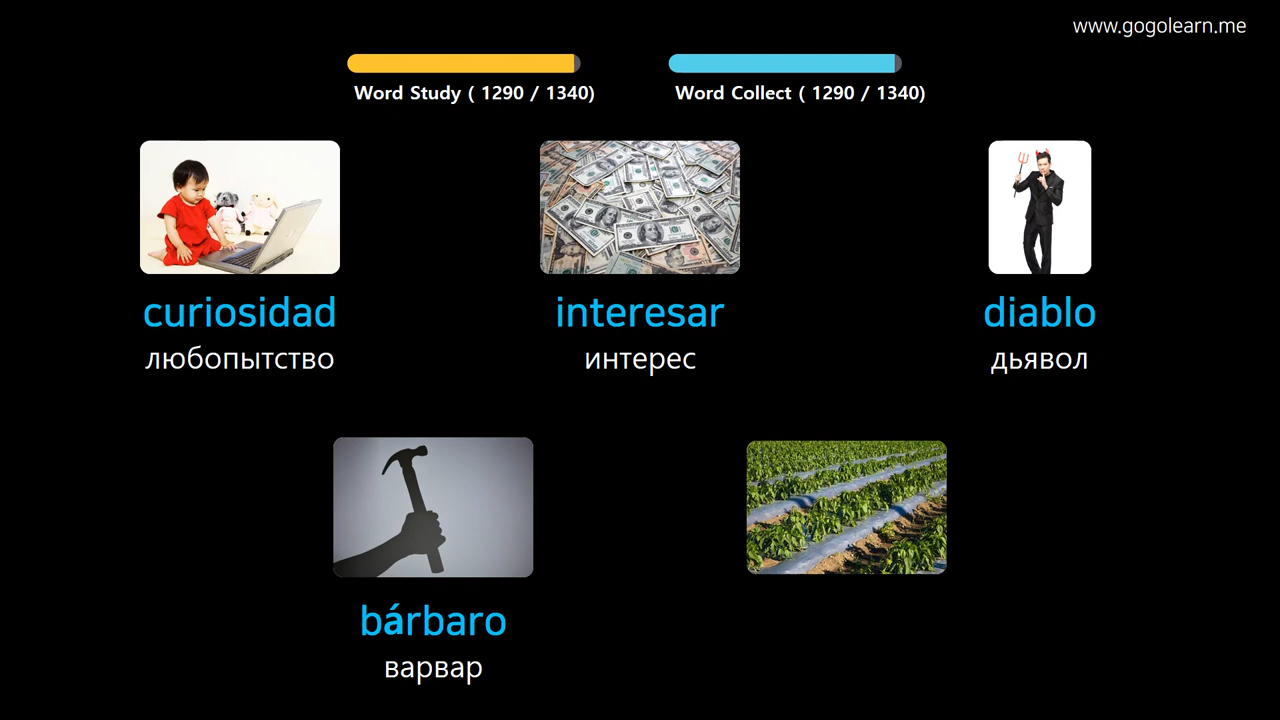 www.gogolearn.me
Word Study ( 1290 / 1340)
Word Collect ( 1290 / 1340)
curiosidad
любопытство
interesar
интерес
diablo
дьявол
bárbaro
варвар